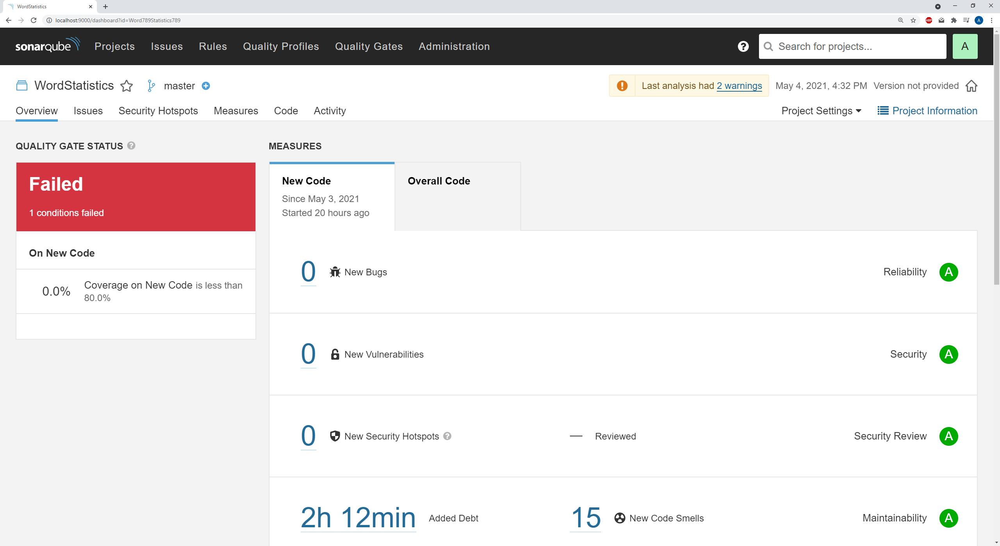 WordStatistics
localhost:9000/dashboard?id=Word789Statistics789
ABP
A
sonarqube Projects Issues Rules Quality Profiles Quality Gates Administration Search for projects... A
WordStatistics master Last analysis had 2 warnings May 4, 2021, 4:32 PM Version not provided
Overview Issues Security Hotspots Measures Code Activity Project Settings Project Information
QUALITY GATE STATUS
Failed
1 conditions failed
On New Code
0.0% Coverage on New Code is less than
80.0%
MEASURES
New Code
Since May 3, 2021
Started 20 hours ago
Overall Code
0 New Bugs Reliability A
0 New Vulnerabilities Security A
0 New Security Hotspots — Reviewed Security Review A
2h 12min Added Debt 15 New Code Smells Maintainability A